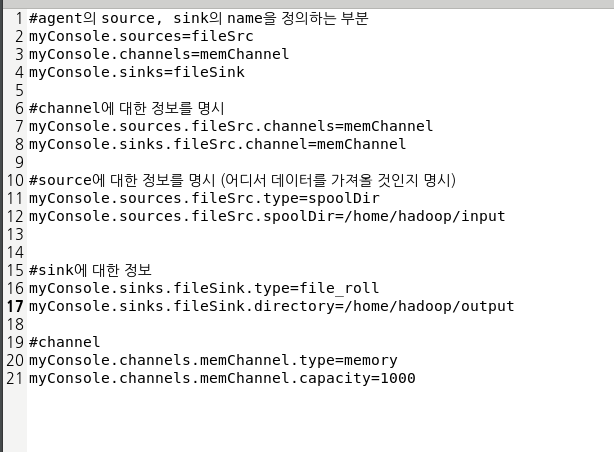 1 #agent의 source, sink의 name을 정의하는 부분
2 myConsole.sources=fileSrc
3 myConsole.channels=memChannel
4 myConsole.sinks=fileSink
5
6 #channel에 대한 정보를 명시
7 myConsole.sources.fileSrc.channels=memChannel
8 myConsole.sinks.fileSrc.channel=memChannel
9
10 #source에 대한 정보를 명시 (어디서 데이터를 가져올 것인지 명시)
11 myConsole.sources.fileSrc.type=spoolDir
12 myConsole.sources.fileSrc.spoolDir=/home/hadoop/input
13
14
15 #sink에 대한 정보
16 myConsole.sinks.fileSink.type=file_roll
17 myConsole.sinks.fileSink.directory=/home/hadoop/output
18
19 #channel
20 myConsole.channels.memChannel.type=memory
21 myConsole.channels.memChannel.capacity=1000